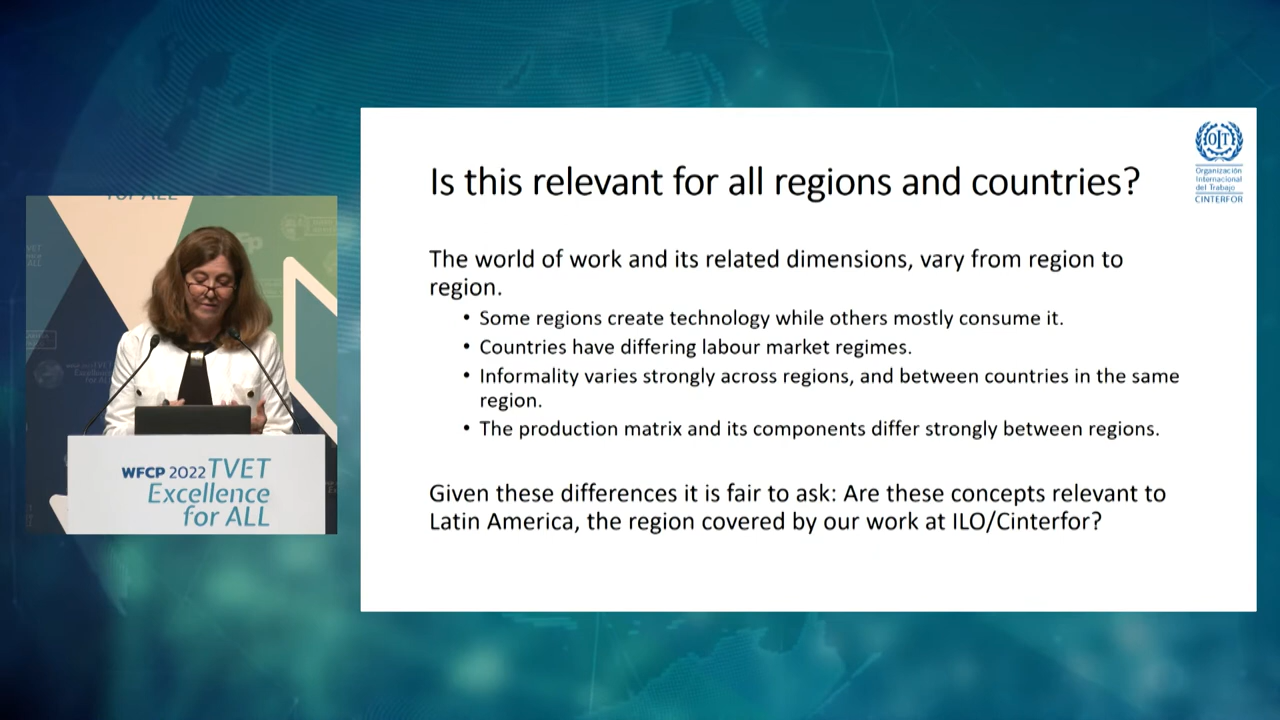 Is this relevant for all regions and countries?
OIT
Organización
Internacional
del Trabajo
CINTERFOR
The world of work and its related dimensions, vary from region to
region.
• Some regions create technology while others mostly consume it.
• Countries have differing labour market regimes.
• Informality varies strongly across regions, and between countries in the same
region.
• The production matrix and its components differ strongly between regions.
Given these differences it is fair to ask: Are these concepts relevant to
Latin America, the region covered by our work at ILO/Cinterfor?
for ALL
WFCP 2022 TVET
Excellence
for ALL